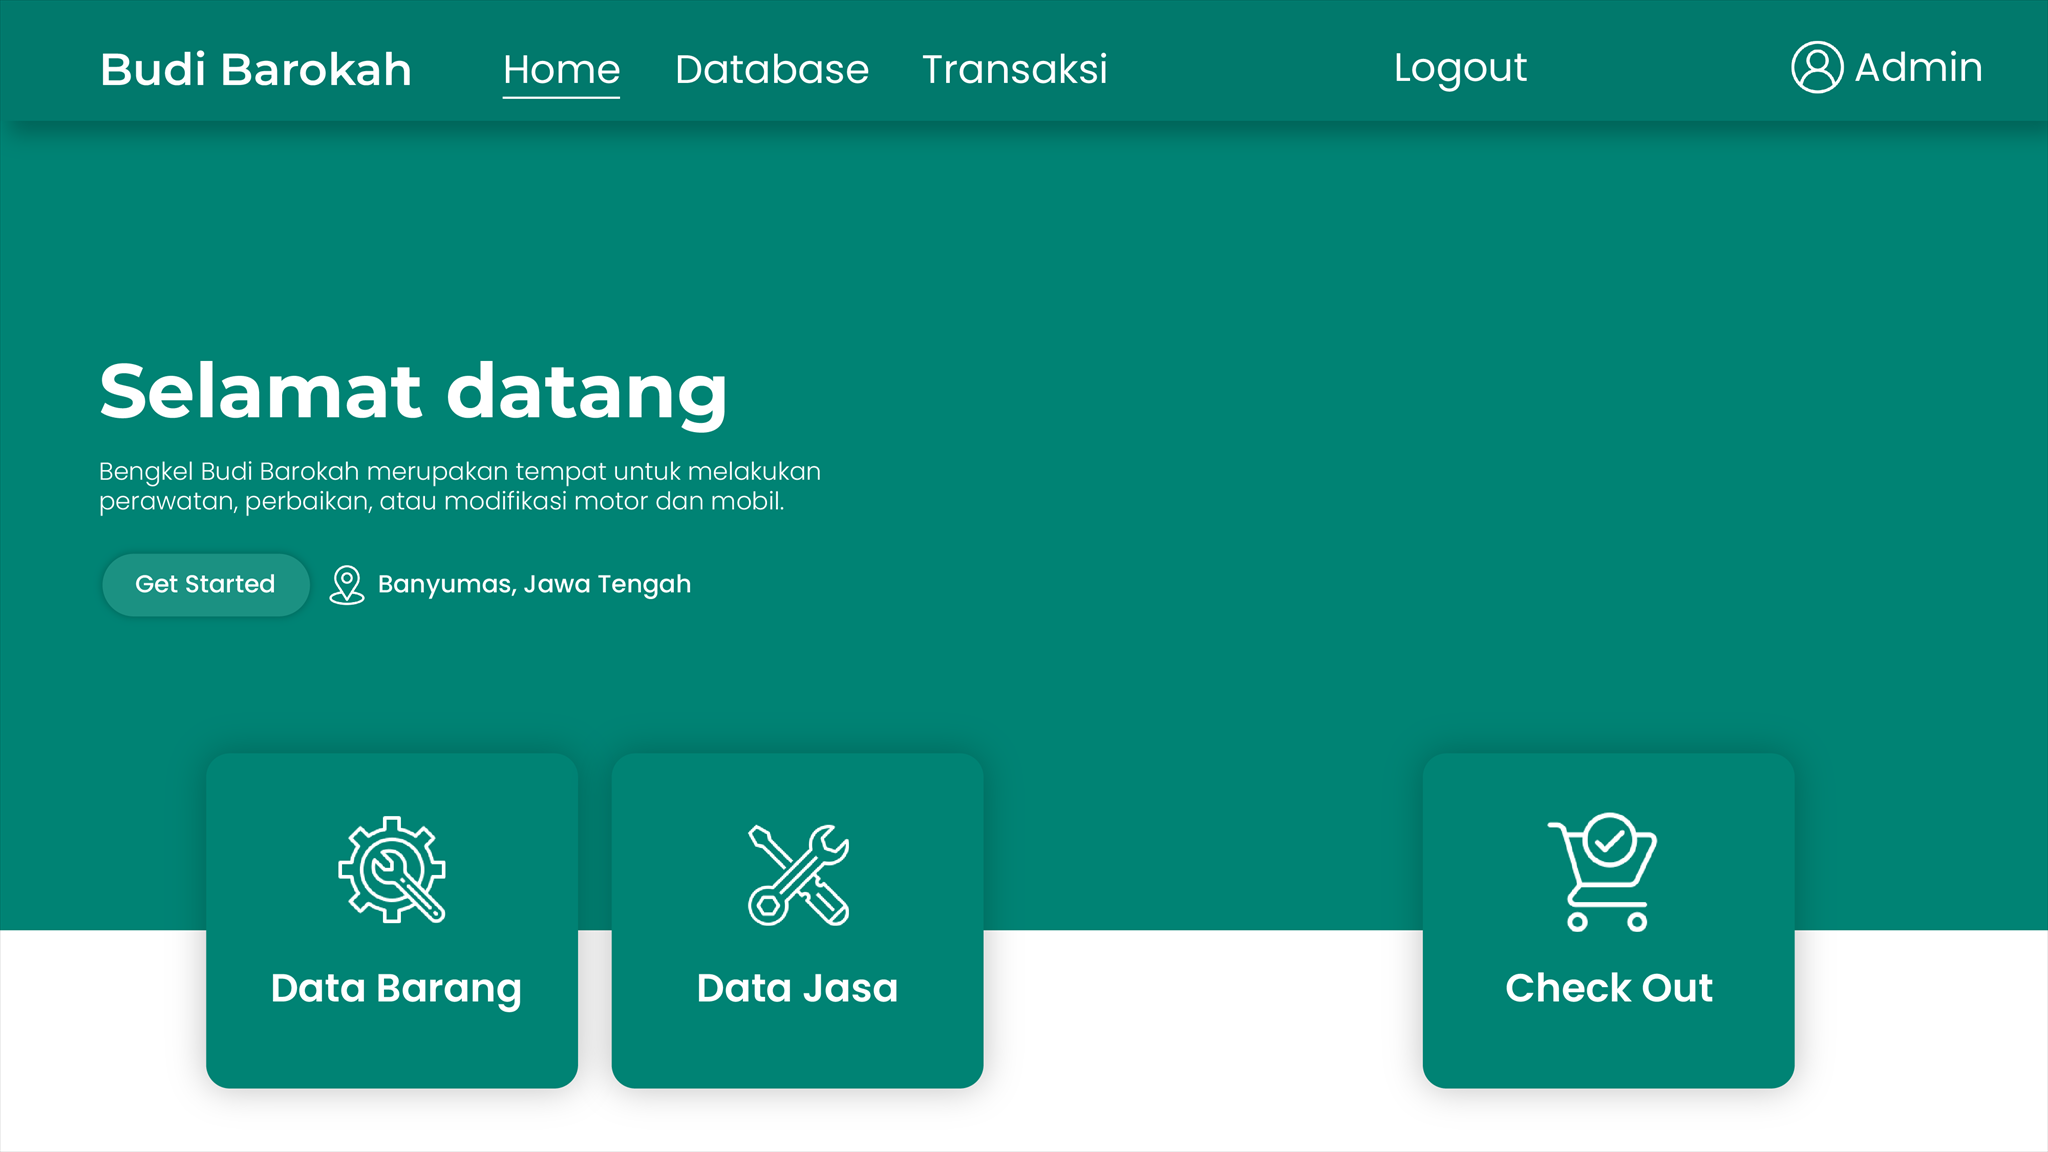 Budi Barokah Home Database Transaksi Logout Admin
Selamat datang
Bengkel Budi Barokah merupakan tempat untuk melakukan
perawatan, perbaikan, atau modifikasi motor dan mobil.
Get Started Banyumas, Jawa Tengah
Data Barang Data Jasa Check Out